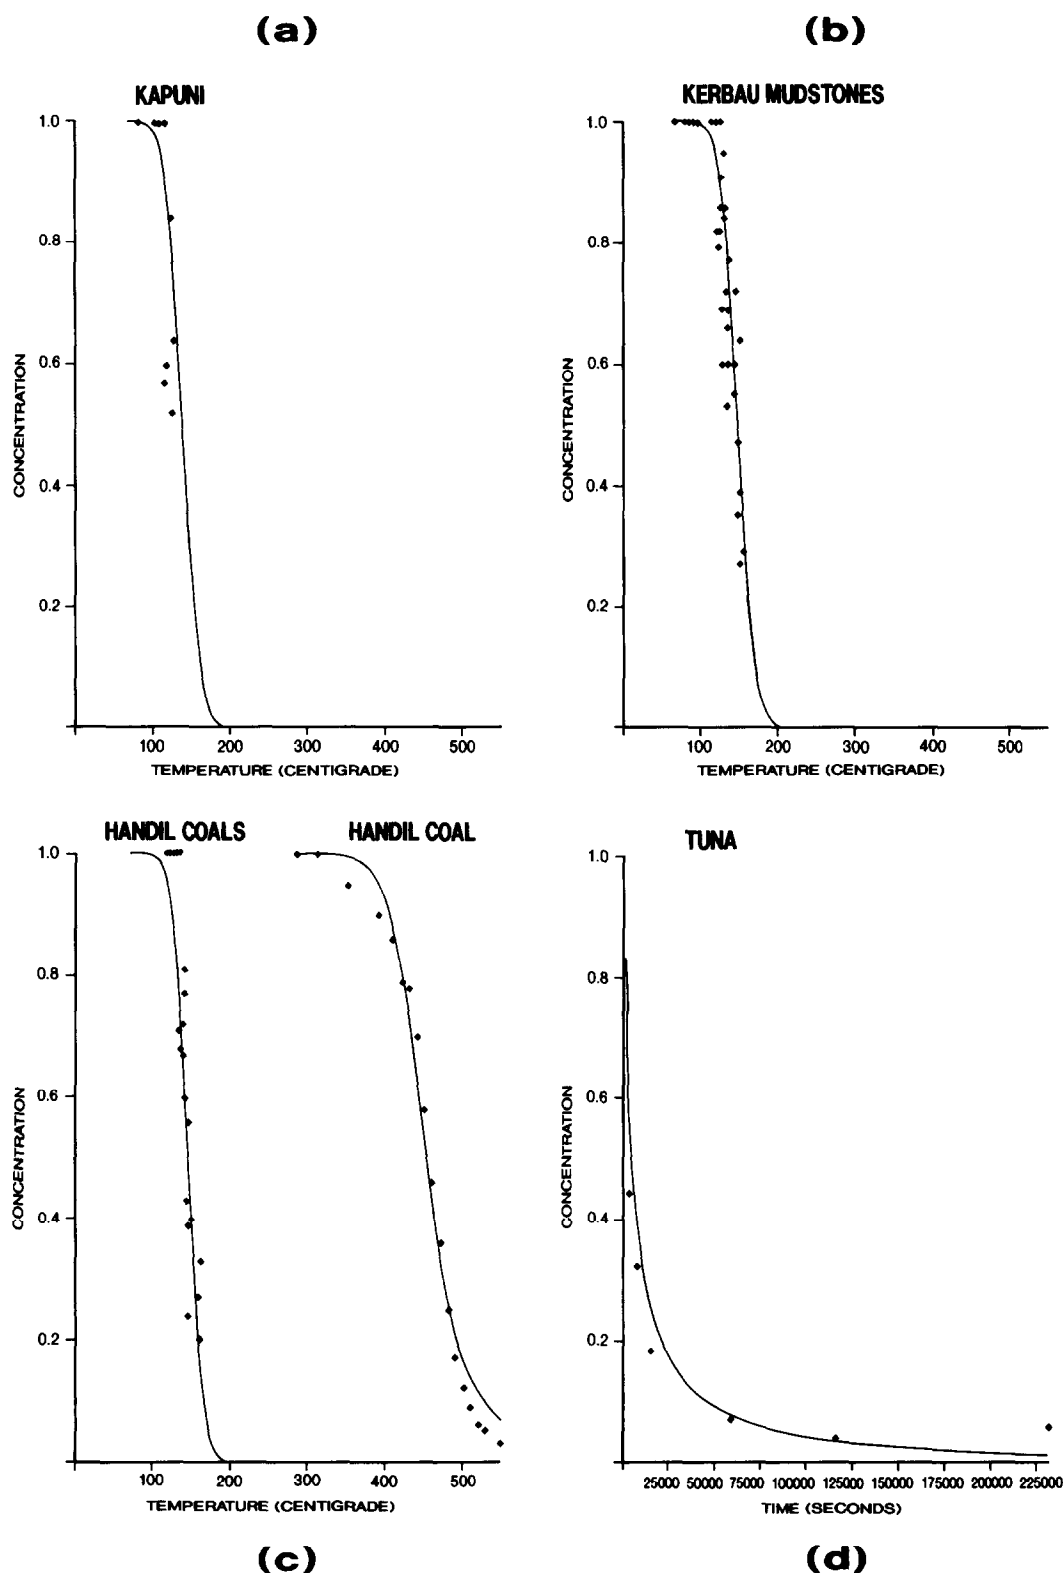 (a)
(b)
KAPUNI
KERBAU MUDSTONES
1.0
0.8
0.6
0.4
0.2
CONCENTRATION
100 200 300 400 500
TEMPERATURE (CENTIGRADE)
1.0
0.8
0.6
0.4
0.2
CONCENTRATION
100 200 300 400 500
TEMPERATURE (CENTIGRADE)
HANDIL COALS
HANDIL COAL
TUNA
1.0
0.8
0.6
0.4
0.2
CONCENTRATION
100 200 300 400 500
TEMPERATURE (CENTIGRADE)
1.0
0.8
0.6
0.4
0.2
CONCENTRATION
25000 50000 75000 100000 125000 150000 175000 200000 225000
TIME (SECONDS)
(c)
(d)